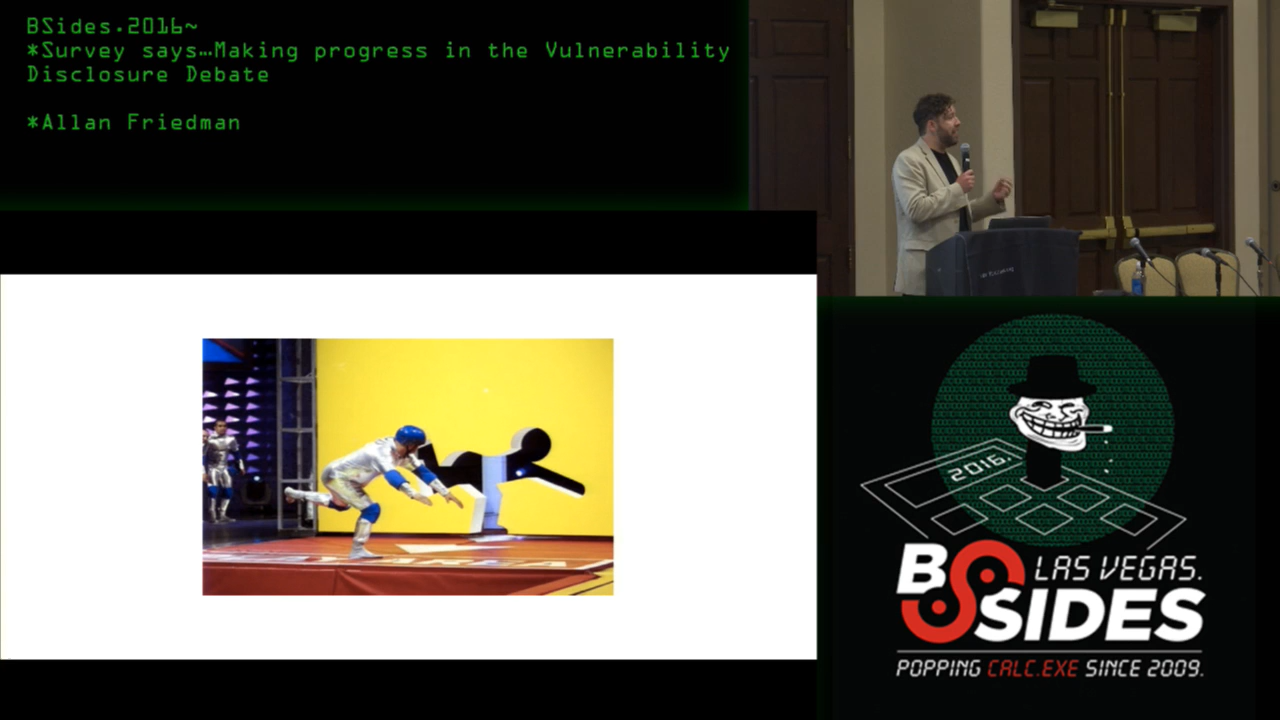 BSides.2016~
*Survey says…Making progress in the Vulnerability
Disclosure Debate
*Allan Friedman
2016.
BSIDES
LAS VEGAS.
POPPING CALC.EXE SINCE 2009.